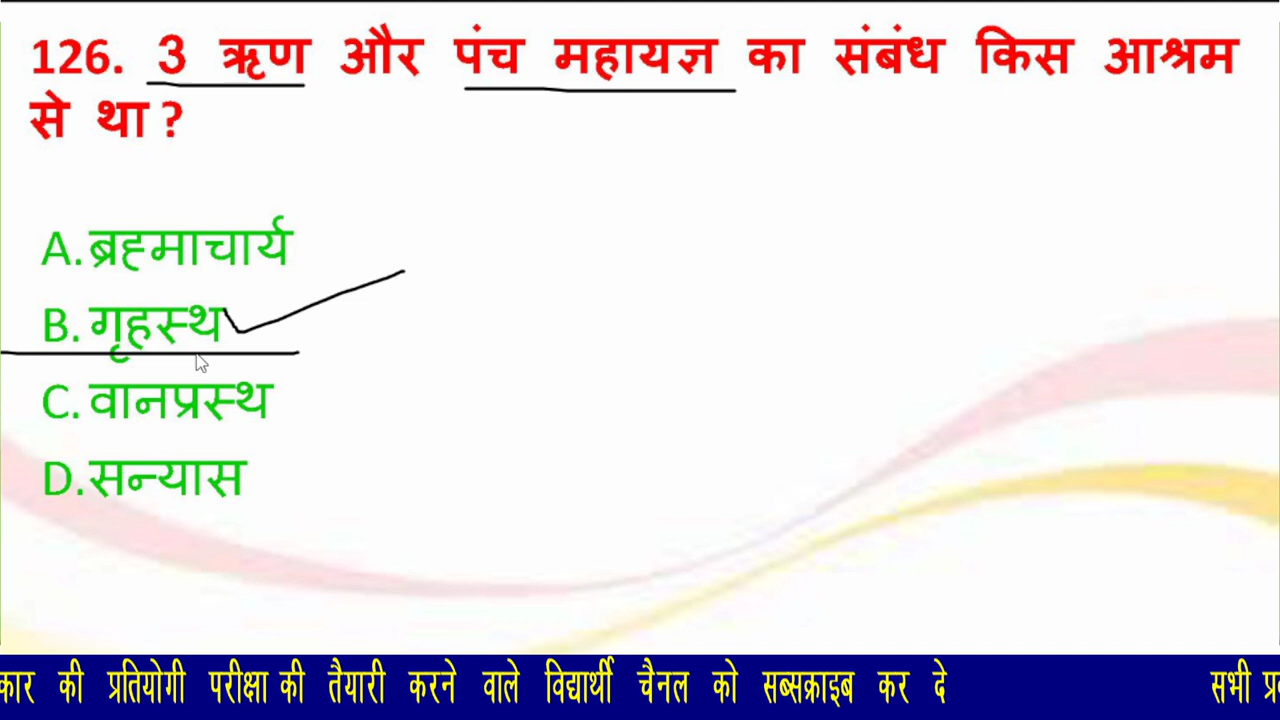 126. 3 ऋण और पंच महायज्ञ का संबंध किस आश्रम
से था ?
A. ब्रह्माचार्य
B. गृहस्थ
C. वानप्रस्थ
D. सन्यास
कार की प्रतियोगी परीक्षा की तैयारी करने वाले विद्यार्थी चैनल को सब्सक्राइब कर दे सभी